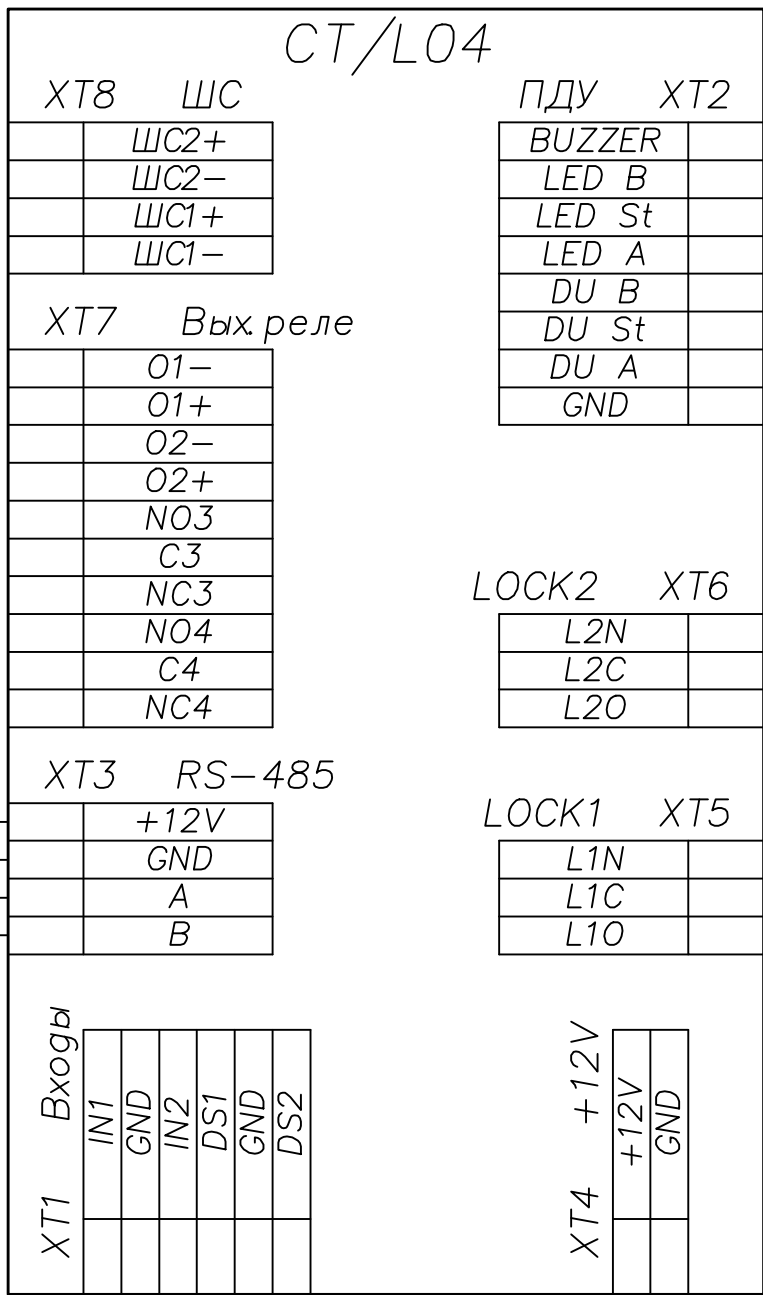 CT/L04
XT8 ШС
ШС2+
ШС2-
ШС1+
ШС1-
XT7 Вых.реле
O1-
O1+
O2-
O2+
NO3
C3
NC3
NO4
C4
NC4
XT3 RS-485
+12V
GND
A
B
XT1 Входы
IN1
GND
IN2
DS1
GND
DS2
ПДУ XT2
BUZZER
LED B
LED St
LED A
DU B
DU St
DU A
GND
LOCK2 XT6
L2N
L2C
L2O
LOCK1 XT5
L1N
L1C
L1O
XT4 +12V
+12V
GND